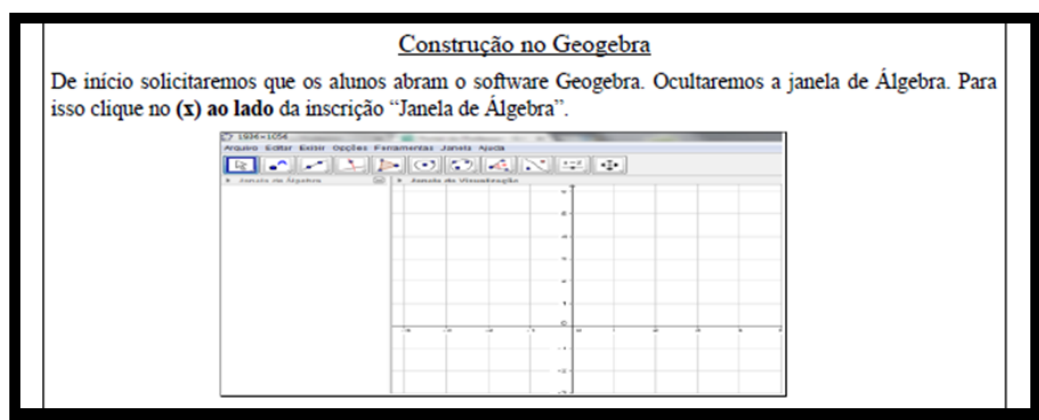 Construção no Geogebra
De início solicitaremos que os alunos abram o software Geogebra. Ocultaremos a janela de Álgebra. Para
isso clique no (x) ao lado da inscrição “Janela de Álgebra”.
1936×1056
Arquivo Editar Exibir Opções Ferramentas Janela Ajuda
Janela de Álgebra
Janela de Visualização